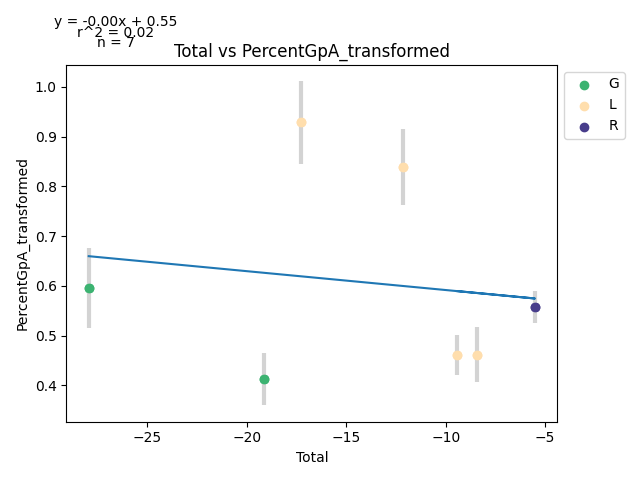 y = -0.00x + 0.55
r^2 = 0.02
n = 7
Total vs PercentGpA_transformed
G
L
R
PercentGpA_transformed
1.0
0.9
0.8
0.7
0.6
0.5
0.4
−25
−20
−15
−10
−5
Total